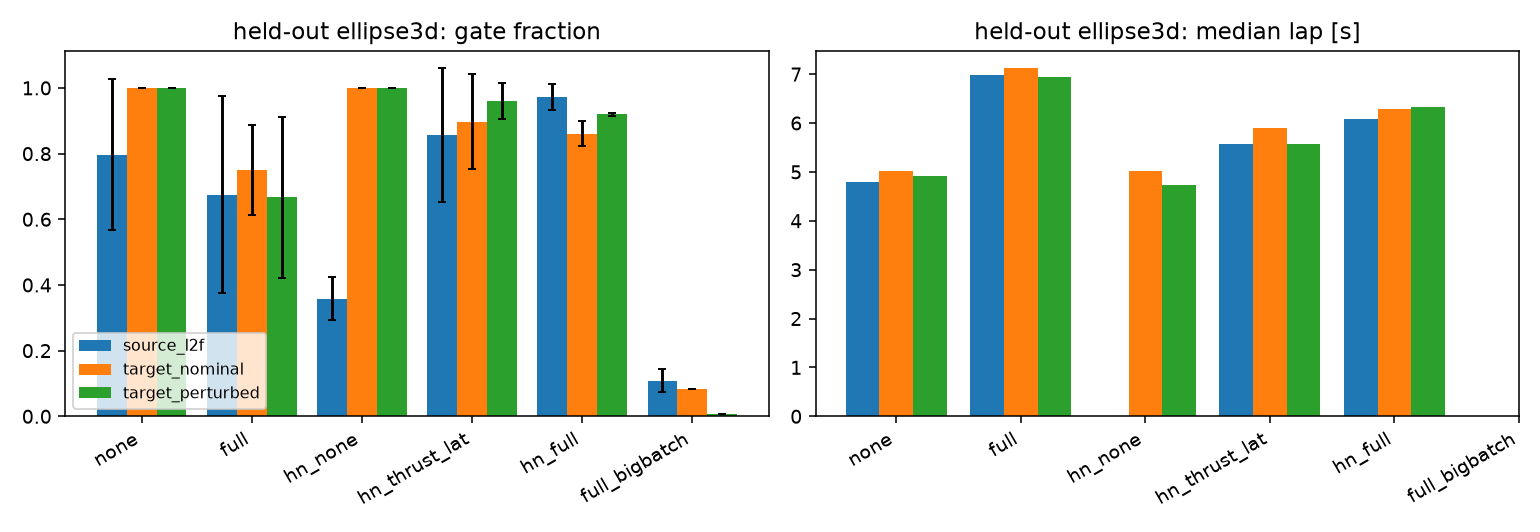 held-out ellipse3d: gate fraction
1.0
0.8
0.6
0.4
0.2
0.0
source_l2f
target_nominal
target_perturbed
none
full
hn_none
hn_thrust_lat
hn_full
full_bigbatch
held-out ellipse3d: median lap [s]
7
6
5
4
3
2
1
0
none
full
hn_none
hn_thrust_lat
hn_full
full_bigbatch